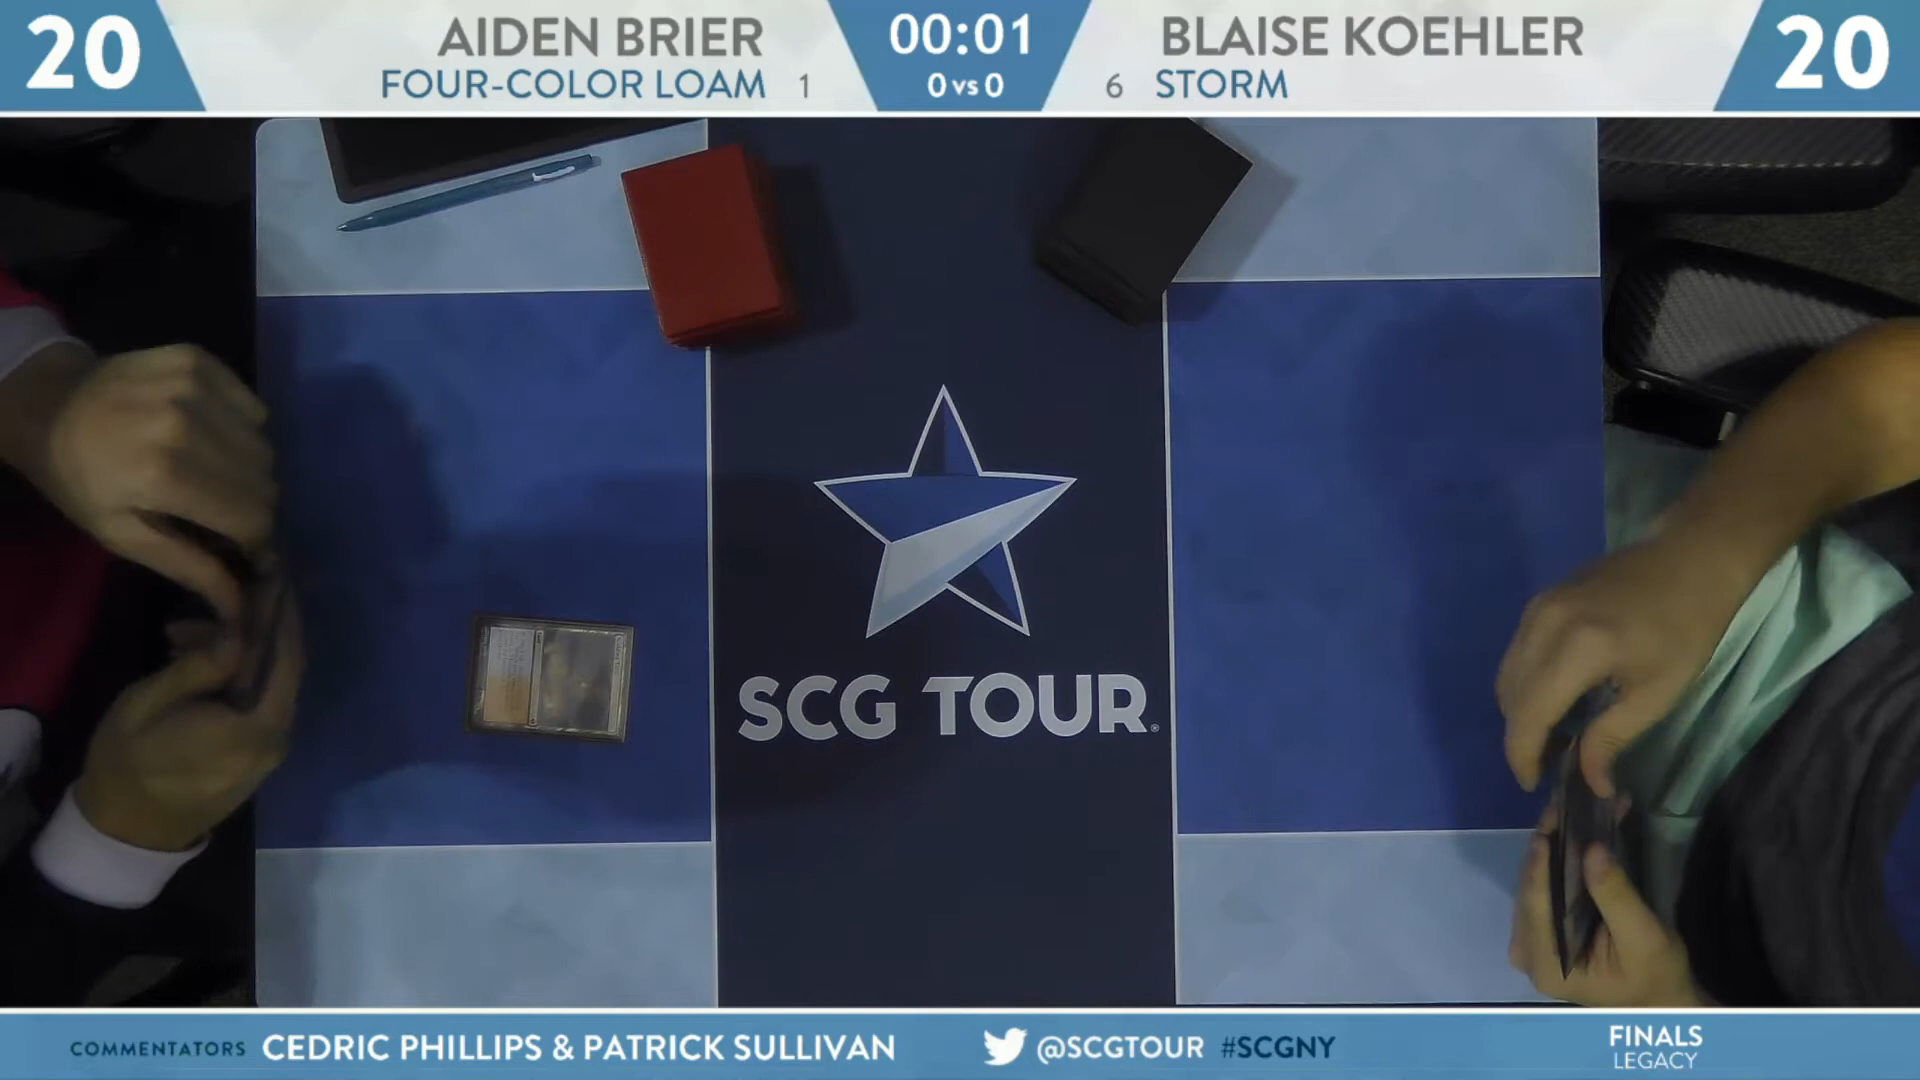 20
AIDEN BRIER
FOUR-COLOR LOAM 1
00:01
0 vs 0
BLAISE KOEHLER
6 STORM
20
SCG TOUR®
COMMENTATORS CEDRIC PHILLIPS & PATRICK SULLIVAN
@SCGTOUR #SCGNY
FINALS
LEGACY